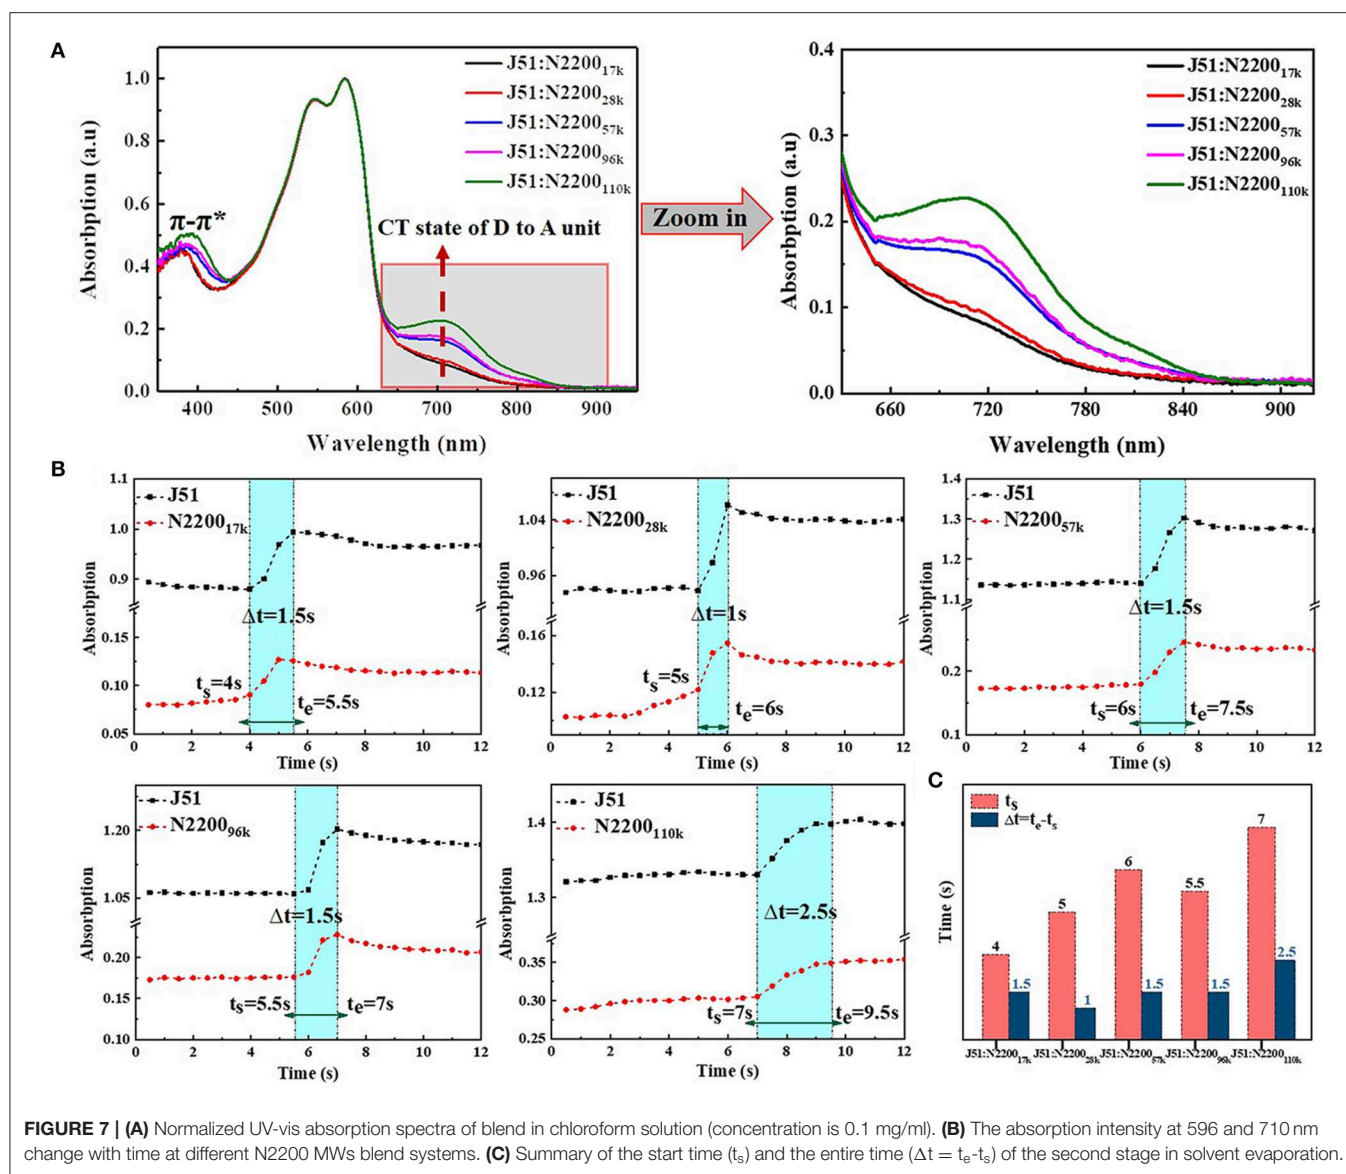 A
J51:N2200₁₇ₖ
J51:N2200₂₈ₖ
J51:N2200₅₇ₖ
J51:N2200₉₆ₖ
J51:N2200₁₁₀ₖ
π-π*
CT state of D to A unit
1.0
0.8
0.6
0.4
0.2
0.0
Absorbption (a.u)
400 500 600 700 800 900
Wavelength (nm)
Zoom in
J51:N2200₁₇ₖ
J51:N2200₂₈ₖ
J51:N2200₅₇ₖ
J51:N2200₉₆ₖ
J51:N2200₁₁₀ₖ
0.4
0.3
0.2
0.1
0.0
Absorbption (a.u)
660 720 780 840 900
Wavelength (nm)
B
J51
N2200₁₇ₖ
1.1
1.0
0.9
0.15
0.10
0.05
Absorbption
Δt=1.5s
tₛ=4s
tₑ=5.5s
0 2 4 6 8 10 12
Time (s)
J51
N2200₂₈ₖ
1.04
0.96
0.16
0.12
Absorbption
Δt=1s
tₛ=5s
tₑ=6s
0 2 4 6 8 10 12
Time (s)
J51
N2200₅₇ₖ
1.4
1.3
1.2
1.1
0.2
0.1
Absorbption
Δt=1.5s
tₛ=6s
tₑ=7.5s
0 2 4 6 8 10 12
Time (s)
J51
N2200₉₆ₖ
1.20
1.05
0.25
0.20
0.15
0.10
Absorbption
Δt=1.5s
tₛ=5.5s
tₑ=7s
0 2 4 6 8 10 12
Time (s)
J51
N2200₁₁₀ₖ
1.4
1.3
0.35
0.30
0.25
Absorbption
Δt=2.5s
tₛ=7s
tₑ=9.5s
0 2 4 6 8 10 12
Time (s)
C
tₛ
Δt=tₑ-tₛ
Time (s)
4 1.5 5 1 6 1.5 5.5 1.5 7 2.5
J51:N2200₁₇ₖ J51:N2200₂₈ₖ J51:N2200₅₇ₖ J51:N2200₉₆ₖ J51:N2200₁₁₀ₖ
FIGURE 7 | (A) Normalized UV-vis absorption spectra of blend in chloroform solution (concentration is 0.1 mg/ml). (B) The absorption intensity at 596 and 710 nm
change with time at different N2200 MWs blend systems. (C) Summary of the start time (tₛ) and the entire time (Δt = tₑ-tₛ) of the second stage in solvent evaporation.